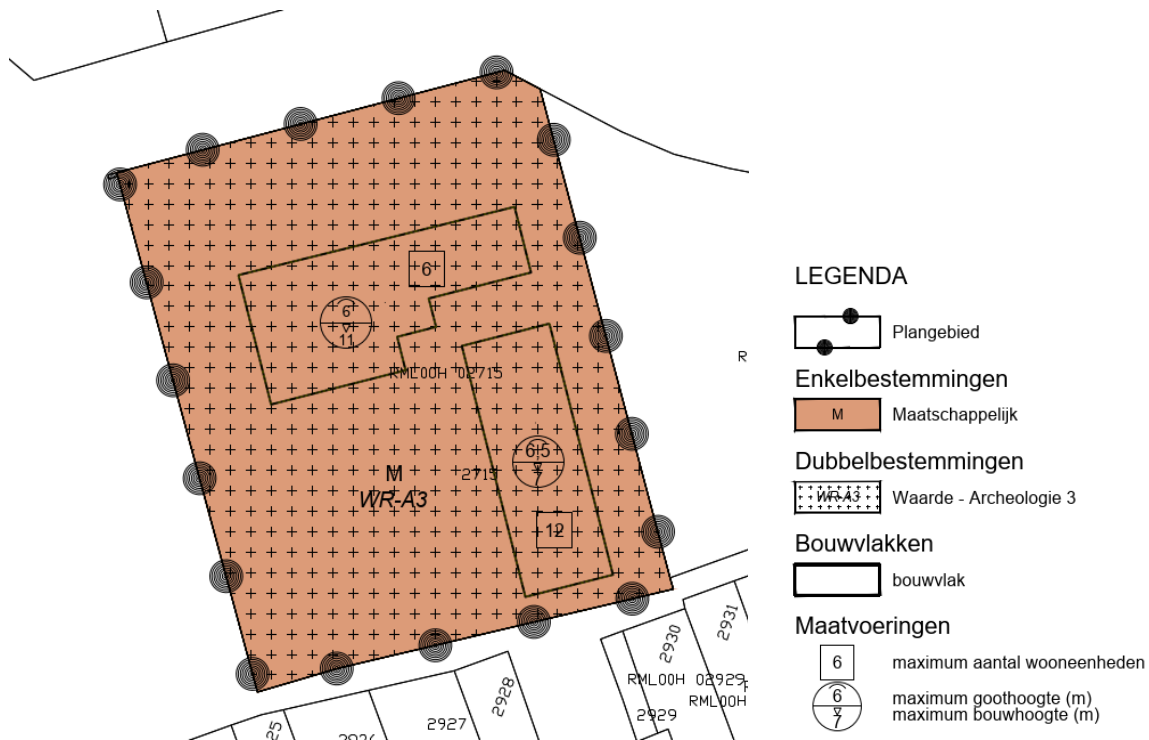 6
6
11
RML00H 02715
R
M
WR-A3
2715
6,5
7
12
2931
2930
RML00H 02929
RML00H
2929
2928
2927
LEGENDA
Plangebied
Enkelbestemmingen
M Maatschappelijk
Dubbelbestemmingen
WR-A3 Waarde - Archeologie 3
Bouwvlakken
bouwvlak
Maatvoeringen
6 maximum aantal wooneenheden
6 maximum goothoogte (m)
7 maximum bouwhoogte (m)